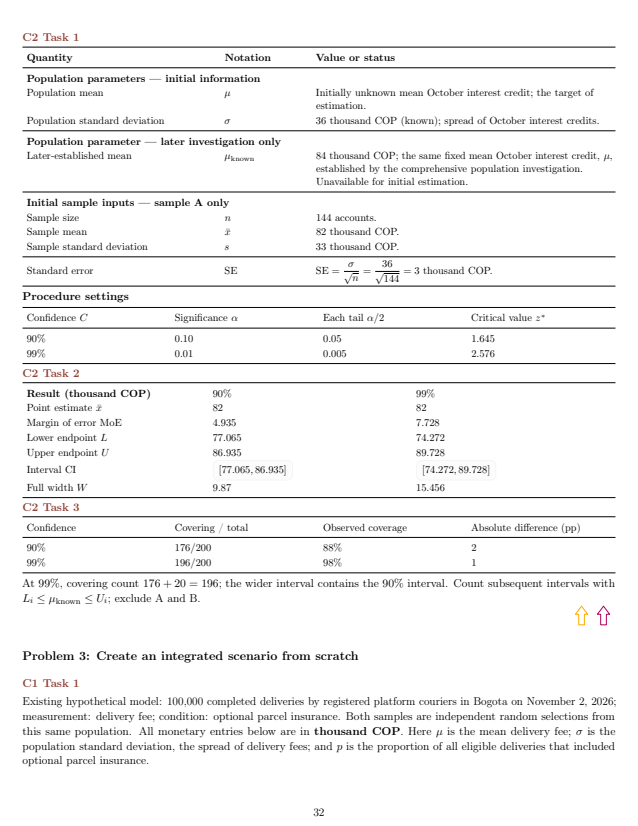 C2 Task 1
Quantity Notation Value or status
Population parameters — initial information
Population mean μ Initially unknown mean October interest credit; the target of
estimation.
Population standard deviation σ 36 thousand COP (known); spread of October interest credits.
Population parameter — later investigation only
Later-established mean μknown 84 thousand COP; the same fixed mean October interest credit, μ,
established by the comprehensive population investigation.
Unavailable for initial estimation.
Initial sample inputs — sample A only
Sample size n 144 accounts.
Sample mean x̄ 82 thousand COP.
Sample standard deviation s 33 thousand COP.
Standard error SE SE = σ/√n = 36/√144 = 3 thousand COP.
Procedure settings
Confidence C Significance α Each tail α/2 Critical value z*
90% 0.10 0.05 1.645
99% 0.01 0.005 2.576
C2 Task 2
Result (thousand COP) 90% 99%
Point estimate x̄ 82 82
Margin of error MoE 4.935 7.728
Lower endpoint L 77.065 74.272
Upper endpoint U 86.935 89.728
Interval CI [77.065, 86.935] [74.272, 89.728]
Full width W 9.87 15.456
C2 Task 3
Confidence Covering / total Observed coverage Absolute difference (pp)
90% 176/200 88% 2
99% 196/200 98% 1
At 99%, covering count 176 + 20 = 196; the wider interval contains the 90% interval. Count subsequent intervals with
Li ≤ μknown ≤ Ui; exclude A and B.
Problem 3: Create an integrated scenario from scratch
C1 Task 1
Existing hypothetical model: 100,000 completed deliveries by registered platform couriers in Bogota on November 2, 2026;
measurement: delivery fee; condition: optional parcel insurance. Both samples are independent random selections from
this same population. All monetary entries below are in thousand COP. Here μ is the mean delivery fee; σ is the
population standard deviation, the spread of delivery fees; and p is the proportion of all eligible deliveries that included
optional parcel insurance.
32